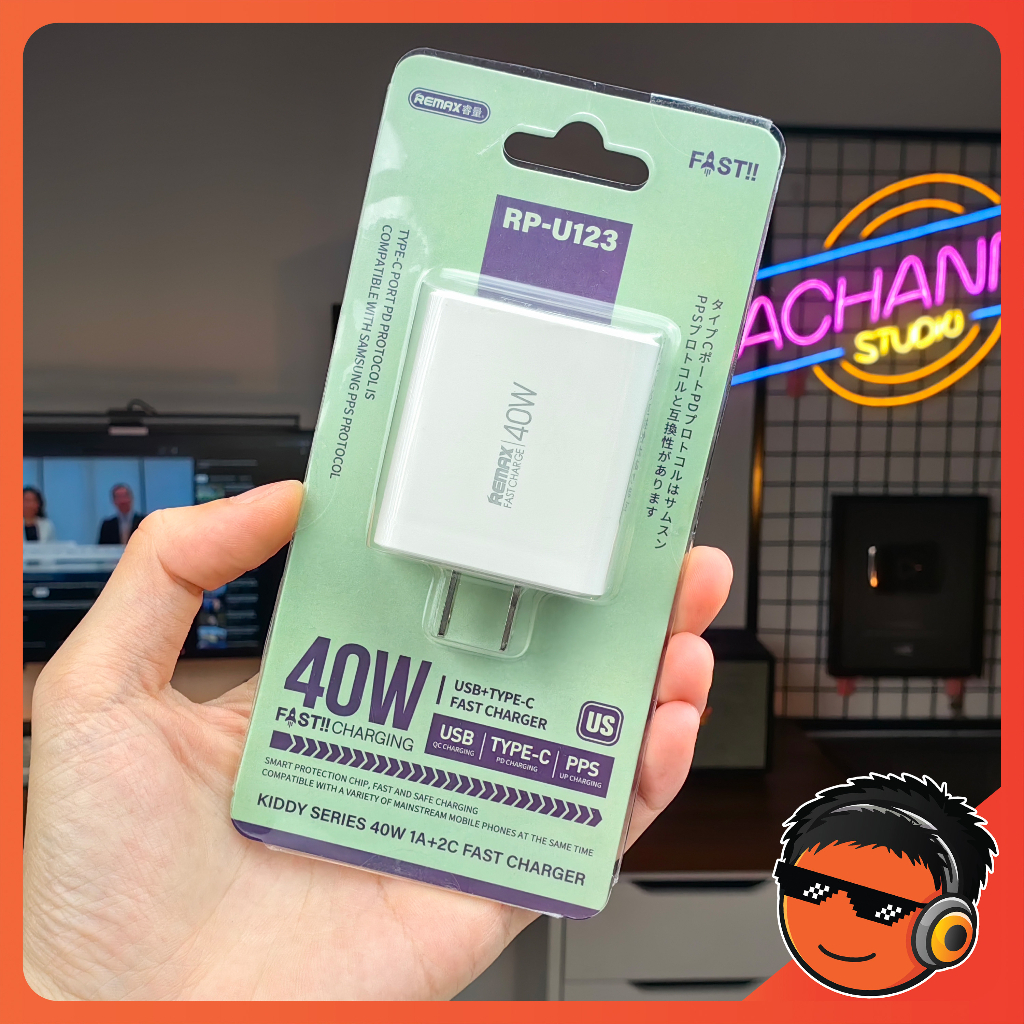 REMAX睿量
FAST!!
RP-U123
TYPE-C PORT PD PROTOCOL IS
COMPATIBLE WITH SAMSUNG PPS PROTOCOL
タイプCポートPDプロトコルはサムスン
PPSプロトコルと互換性があります
REMAX | 40W
FAST CHARGE
ACHANN
STUDIO
40W
USB+TYPE-C
FAST CHARGER
US
FAST!! CHARGING
USB TYPE-C PPS
QC CHARGING PD CHARGING UP CHARGING
SMART PROTECTION CHIP, FAST AND SAFE CHARGING
COMPATIBLE WITH A VARIETY OF MAINSTREAM MOBILE PHONES AT THE SAME TIME
KIDDY SERIES 40W 1A+2C FAST CHARGER